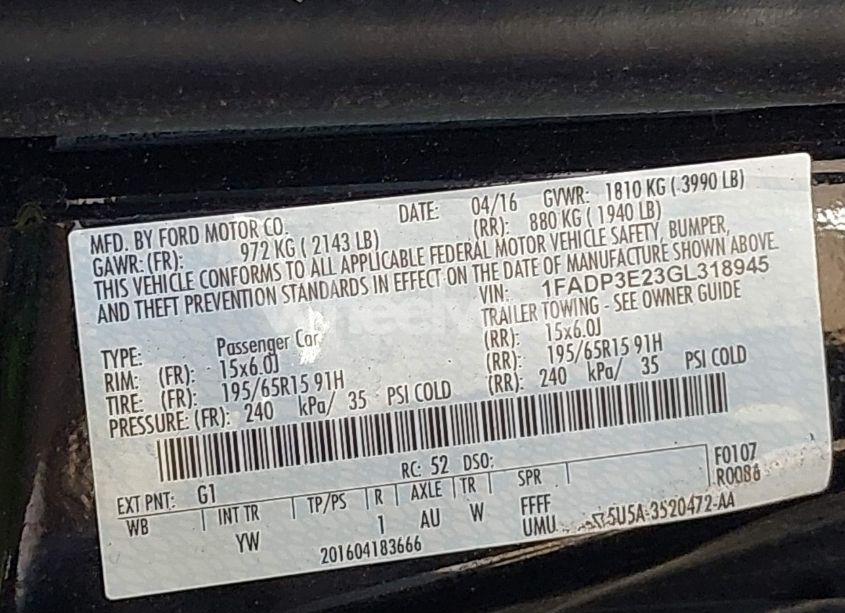 MFD. BY FORD MOTOR CO. DATE: 04/16 GVWR: 1810 KG ( 3990 LB)
GAWR: (FR): 972 KG ( 2143 LB) (RR): 880 KG ( 1940 LB)
THIS VEHICLE CONFORMS TO ALL APPLICABLE FEDERAL MOTOR VEHICLE SAFETY, BUMPER,
AND THEFT PREVENTION STANDARDS IN EFFECT ON THE DATE OF MANUFACTURE SHOWN ABOVE.
VIN: 1FADP3E23GL318945
TYPE: Passenger Car TRAILER TOWING - SEE OWNER GUIDE
RIM: (FR): 15x6.0J (RR): 15x6.0J
TIRE: (FR): 195/65R15 91H (RR): 195/65R15 91H
PRESSURE: (FR): 240 kPa/ 35 PSI COLD (RR): 240 kPa/ 35 PSI COLD
EXT PNT: G1 RC: 52 DSO: F0107
WB INT TR TP/PS R AXLE TR SPR R0086
YW 1 AU W FFFF
201604183666 UMU 5U5A-3520472-AA